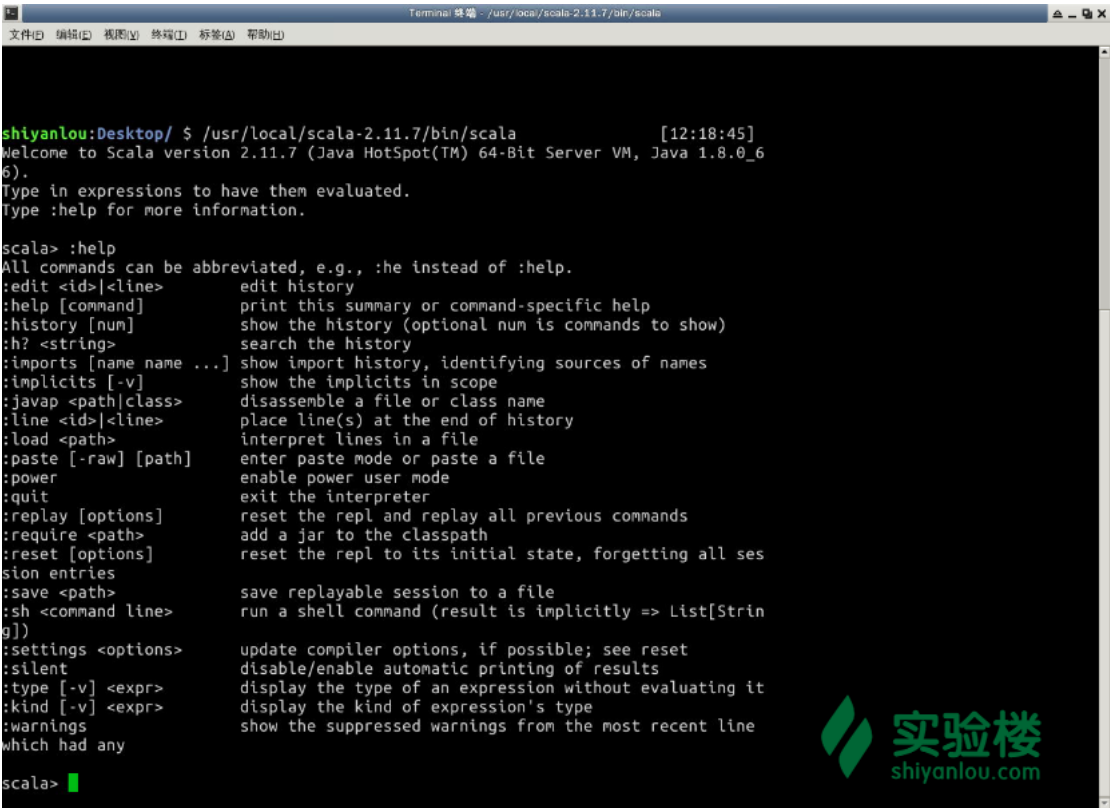 Terminal 终端 - /usr/local/scala-2.11.7/bin/scala
文件(F) 编辑(E) 视图(V) 终端(T) 标签(A) 帮助(H)
shiyanlou:Desktop/ $ /usr/local/scala-2.11.7/bin/scala [12:18:45]
Welcome to Scala version 2.11.7 (Java HotSpot(TM) 64-Bit Server VM, Java 1.8.0_6
6).
Type in expressions to have them evaluated.
Type :help for more information.
scala> :help
All commands can be abbreviated, e.g., :he instead of :help.
:edit <id>|<line> edit history
:help [command] print this summary or command-specific help
:history [num] show the history (optional num is commands to show)
:h? <string> search the history
:imports [name name ...] show import history, identifying sources of names
:implicits [-v] show the implicits in scope
:javap <path|class> disassemble a file or class name
:line <id>|<line> place line(s) at the end of history
:load <path> interpret lines in a file
:paste [-raw] [path] enter paste mode or paste a file
:power enable power user mode
:quit exit the interpreter
:replay [options] reset the repl and replay all previous commands
:require <path> add a jar to the classpath
:reset [options] reset the repl to its initial state, forgetting all ses
sion entries
:save <path> save replayable session to a file
:sh <command line> run a shell command (result is implicitly => List[Strin
g])
:settings <options> update compiler options, if possible; see reset
:silent disable/enable automatic printing of results
:type [-v] <expr> display the type of an expression without evaluating it
:kind [-v] <expr> display the kind of expression's type
:warnings show the suppressed warnings from the most recent line
which had any
scala>
实验楼
shiyanlou.com